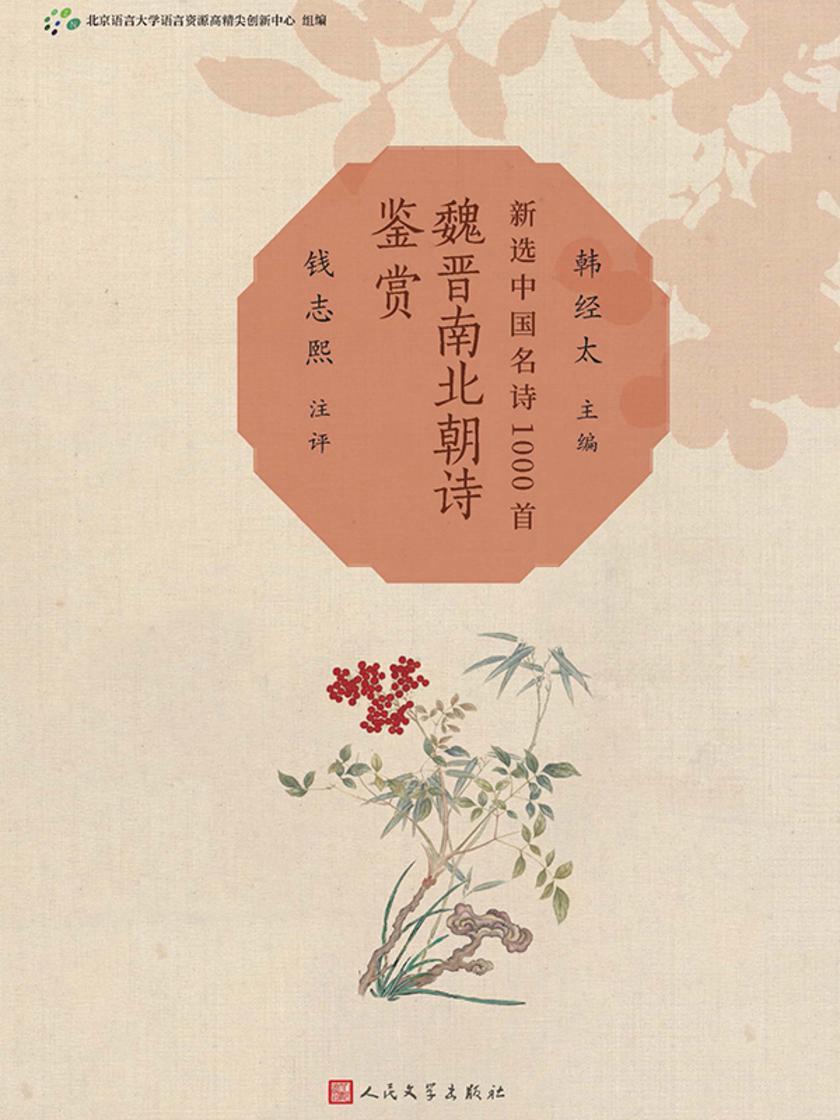 北京语言大学语言资源高精尖创新中心 组编
韩经太 主编
新选中国名诗1000首
魏晋南北朝诗
鉴赏
钱志熙 注评
人民文学出版社